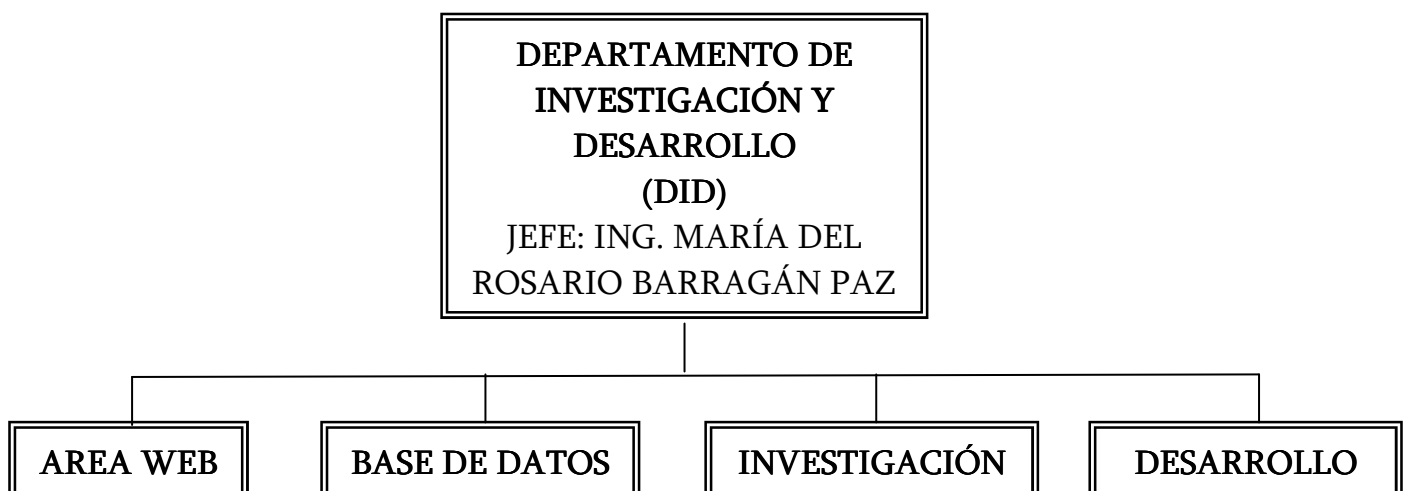 DEPARTAMENTO DE
INVESTIGACIÓN Y
DESARROLLO
(DID)
JEFE: ING. MARÍA DEL
ROSARIO BARRAGÁN PAZ
AREA WEB
BASE DE DATOS
INVESTIGACIÓN
DESARROLLO